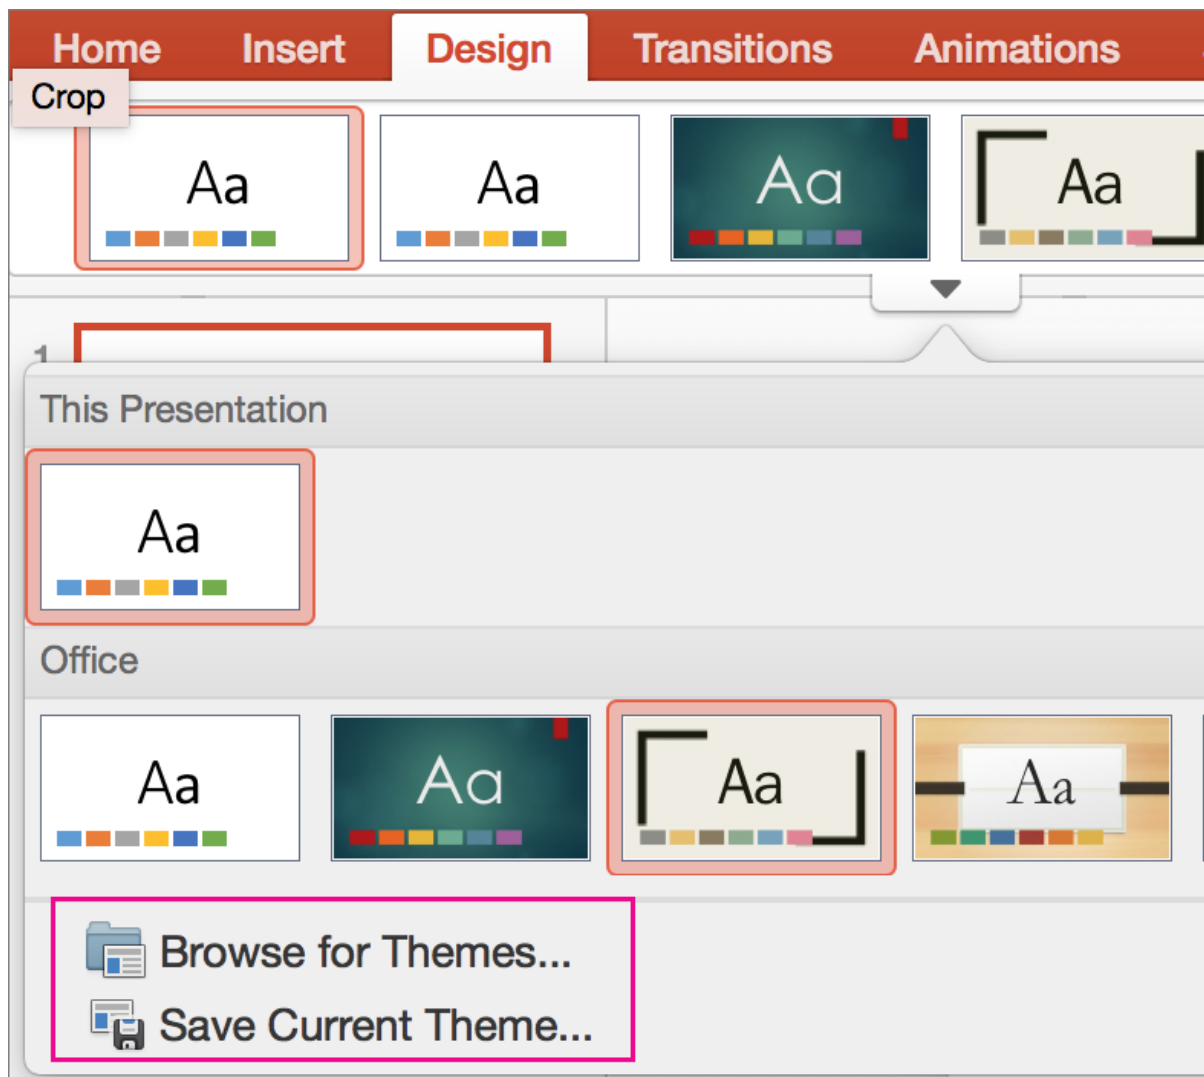 Home Insert Design Transitions Animations
Crop
Aa Aa Aa Aa
1
This Presentation
Aa
Office
Aa Aa Aa Aa
Browse for Themes...
Save Current Theme...